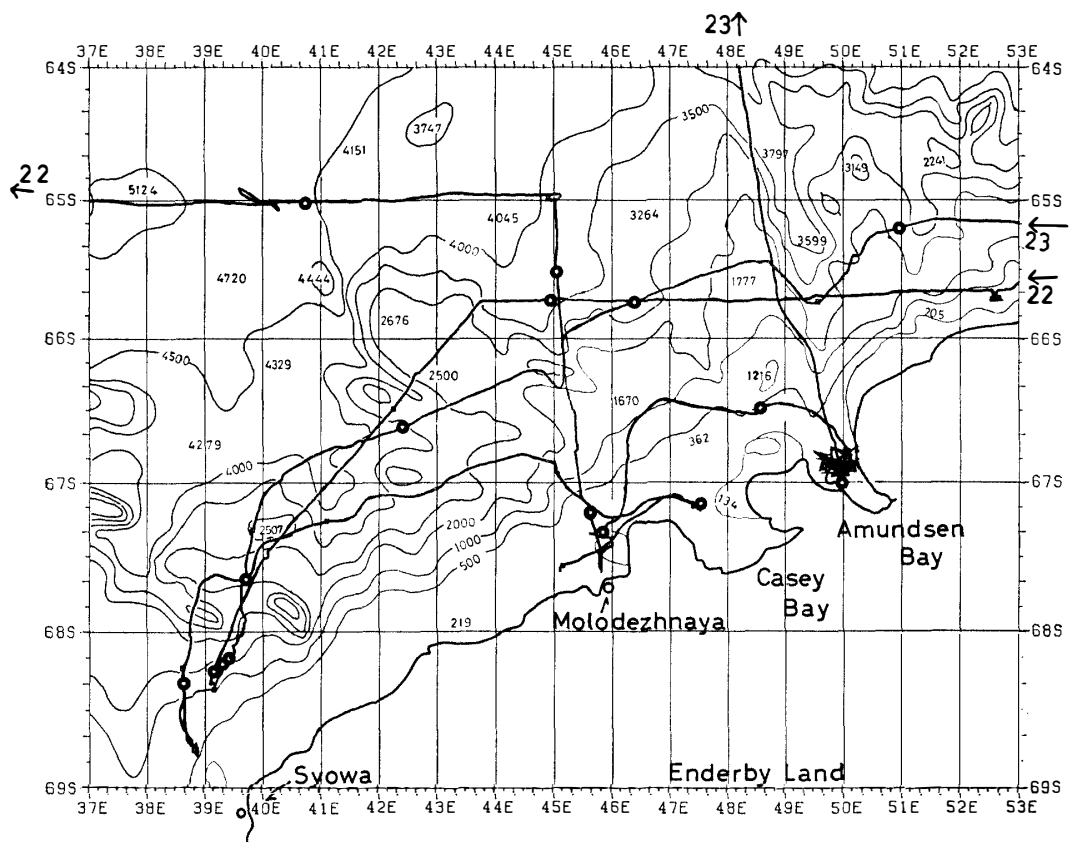 23↑
37E 38E 39E 40E 41E 42E 43E 44E 45E 46E 47E 48E 49E 50E 51E 52E 53E
64S 64S
3747
3500
4151
3797
3149
2241
←22
5124
65S 65S
4045
3264
4000
3599
←
23
4720
4444
1777
←
22
2676
205
66S 66S
4500
4329
2500
1216
1670
4279
362
4000
67S 67S
134
2507
2000
1000
500
Amundsen
Bay
Casey
Bay
Molodezhnaya
219
68S 68S
Syowa
Enderby Land
69S 69S
37E 38E 39E 40E 41E 42E 43E 44E 45E 46E 47E 48E 49E 50E 51E 52E 53E